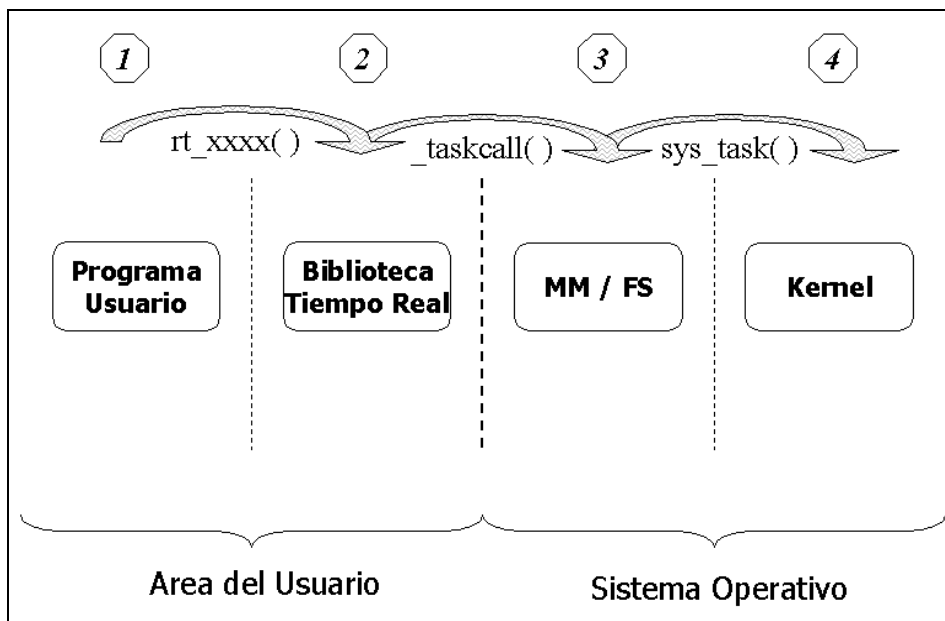 1 2 3 4
rt_xxxx( ) _taskcall( ) sys_task( )
Programa
Usuario
Biblioteca
Tiempo Real
MM / FS
Kernel
Area del Usuario
Sistema Operativo